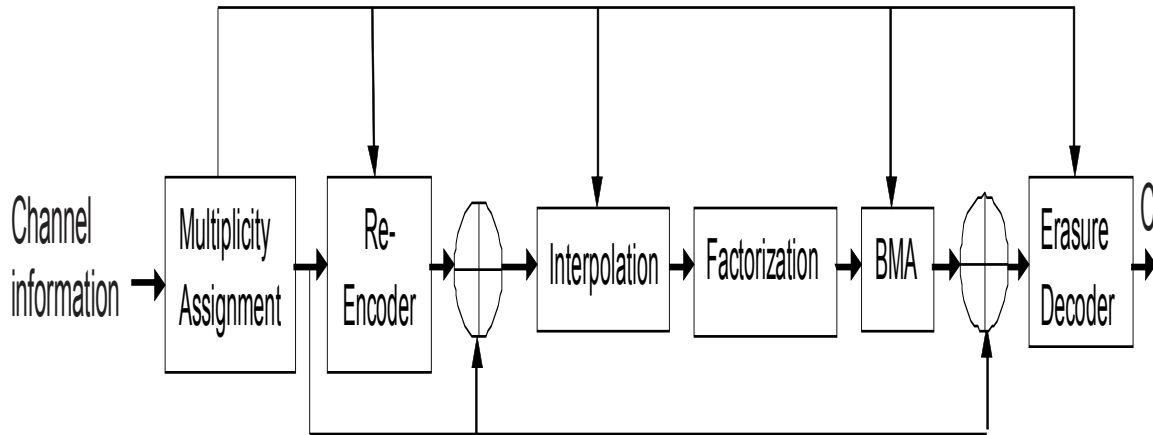 Channel
information
Multiplicity
Assignment
Re-
Encoder
Interpolation
Factorization
BMA
Erasure
Decoder